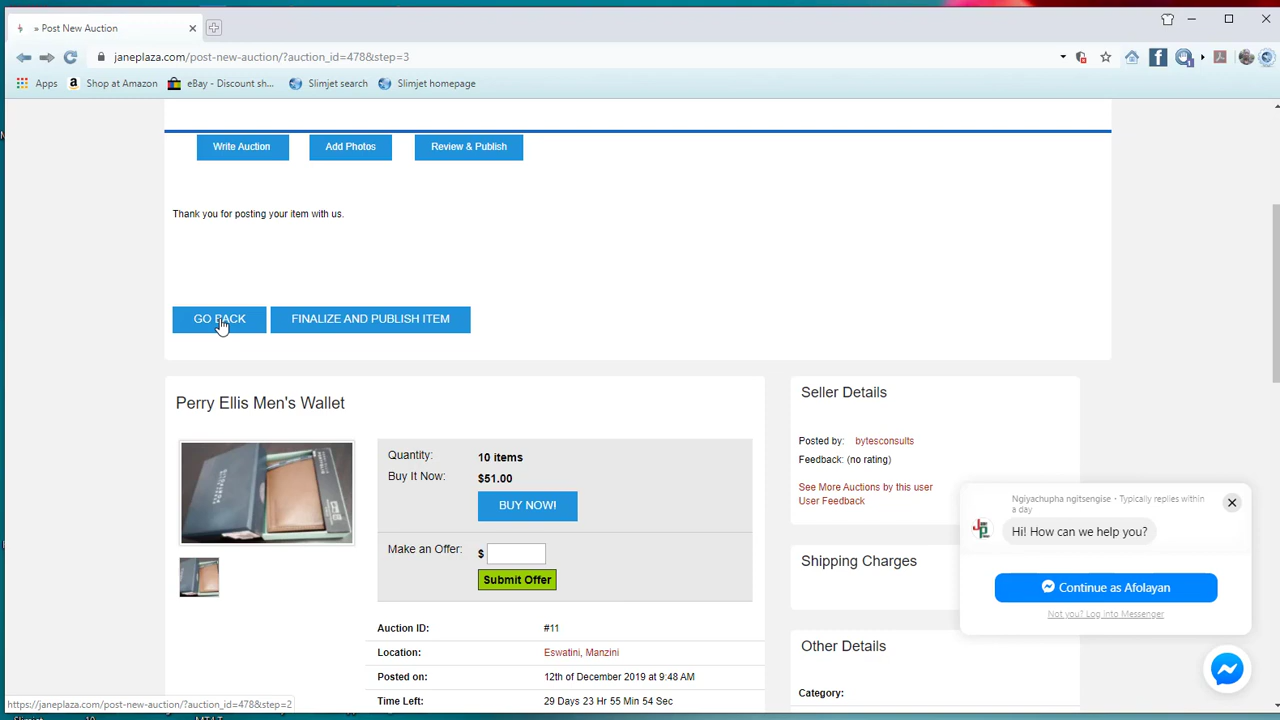 » Post New Auction
janeplaza.com/post-new-auction/?auction_id=478&step=3
Apps
Shop at Amazon
eBay - Discount sh...
Slimjet search
Slimjet homepage
Write Auction
Add Photos
Review & Publish
Thank you for posting your item with us.
GO BACK
FINALIZE AND PUBLISH ITEM
Perry Ellis Men's Wallet
Quantity:
10 items
Buy It Now:
$51.00
BUY NOW!
Make an Offer:
$
Submit Offer
Auction ID:
#11
Location:
Eswatini, Manzini
Posted on:
12th of December 2019 at 9:48 AM
Time Left:
29 Days 23 Hr 55 Min 54 Sec
Seller Details
Posted by: bytesconsults
Feedback: (no rating)
See More Auctions by this user
User Feedback
Shipping Charges
Other Details
Category:
Ngiyachupha ngitsengise • Typically replies within
a day
Hi! How can we help you?
Continue as Afolayan
Not you? Log into Messenger
https://janeplaza.com/post-new-auction/?auction_id=478&step=2